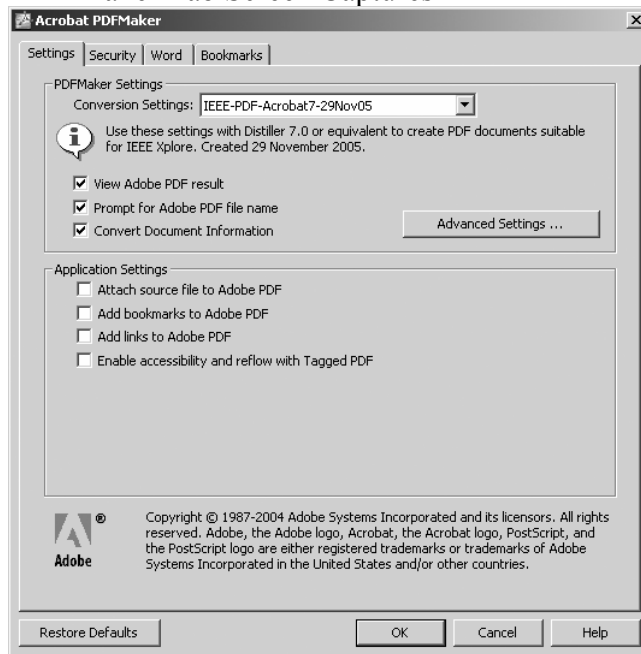 Acrobat PDFMaker
Settings Security Word Bookmarks
PDFMaker Settings
Conversion Settings: IEEE-PDF-Acrobat7-29Nov05
Use these settings with Distiller 7.0 or equivalent to create PDF documents suitable
for IEEE Xplore. Created 29 November 2005.
View Adobe PDF result
Prompt for Adobe PDF file name
Convert Document Information
Advanced Settings ...
Application Settings
Attach source file to Adobe PDF
Add bookmarks to Adobe PDF
Add links to Adobe PDF
Enable accessibility and reflow with Tagged PDF
Adobe
Copyright © 1987-2004 Adobe Systems Incorporated and its licensors. All rights
reserved. Adobe, the Adobe logo, Acrobat, the Acrobat logo, PostScript, and
the PostScript logo are either registered trademarks or trademarks of Adobe
Systems Incorporated in the United States and/or other countries.
Restore Defaults OK Cancel Help